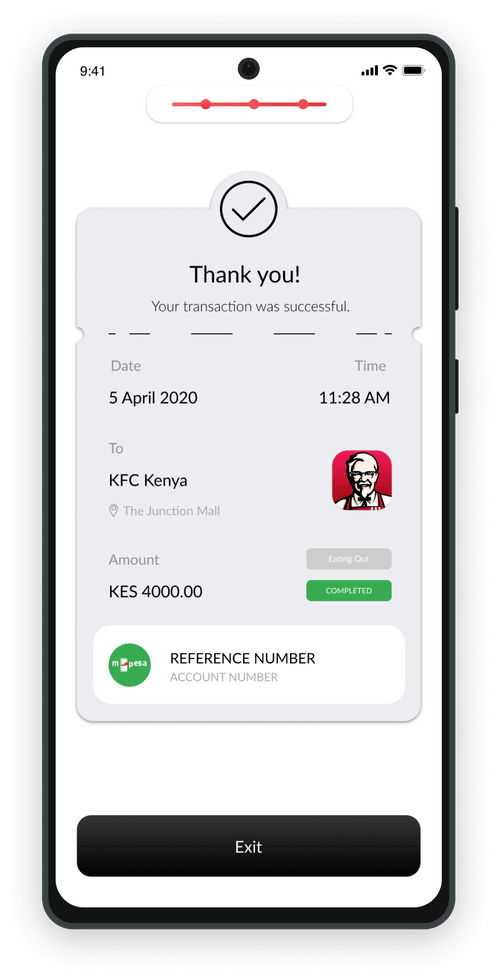 9:41
Thank you!
Your transaction was successful.
Date Time
5 April 2020 11:28 AM
To
KFC Kenya
The Junction Mall
Amount Eating Out
KES 4000.00 COMPLETED
m pesa REFERENCE NUMBER
ACCOUNT NUMBER
Exit